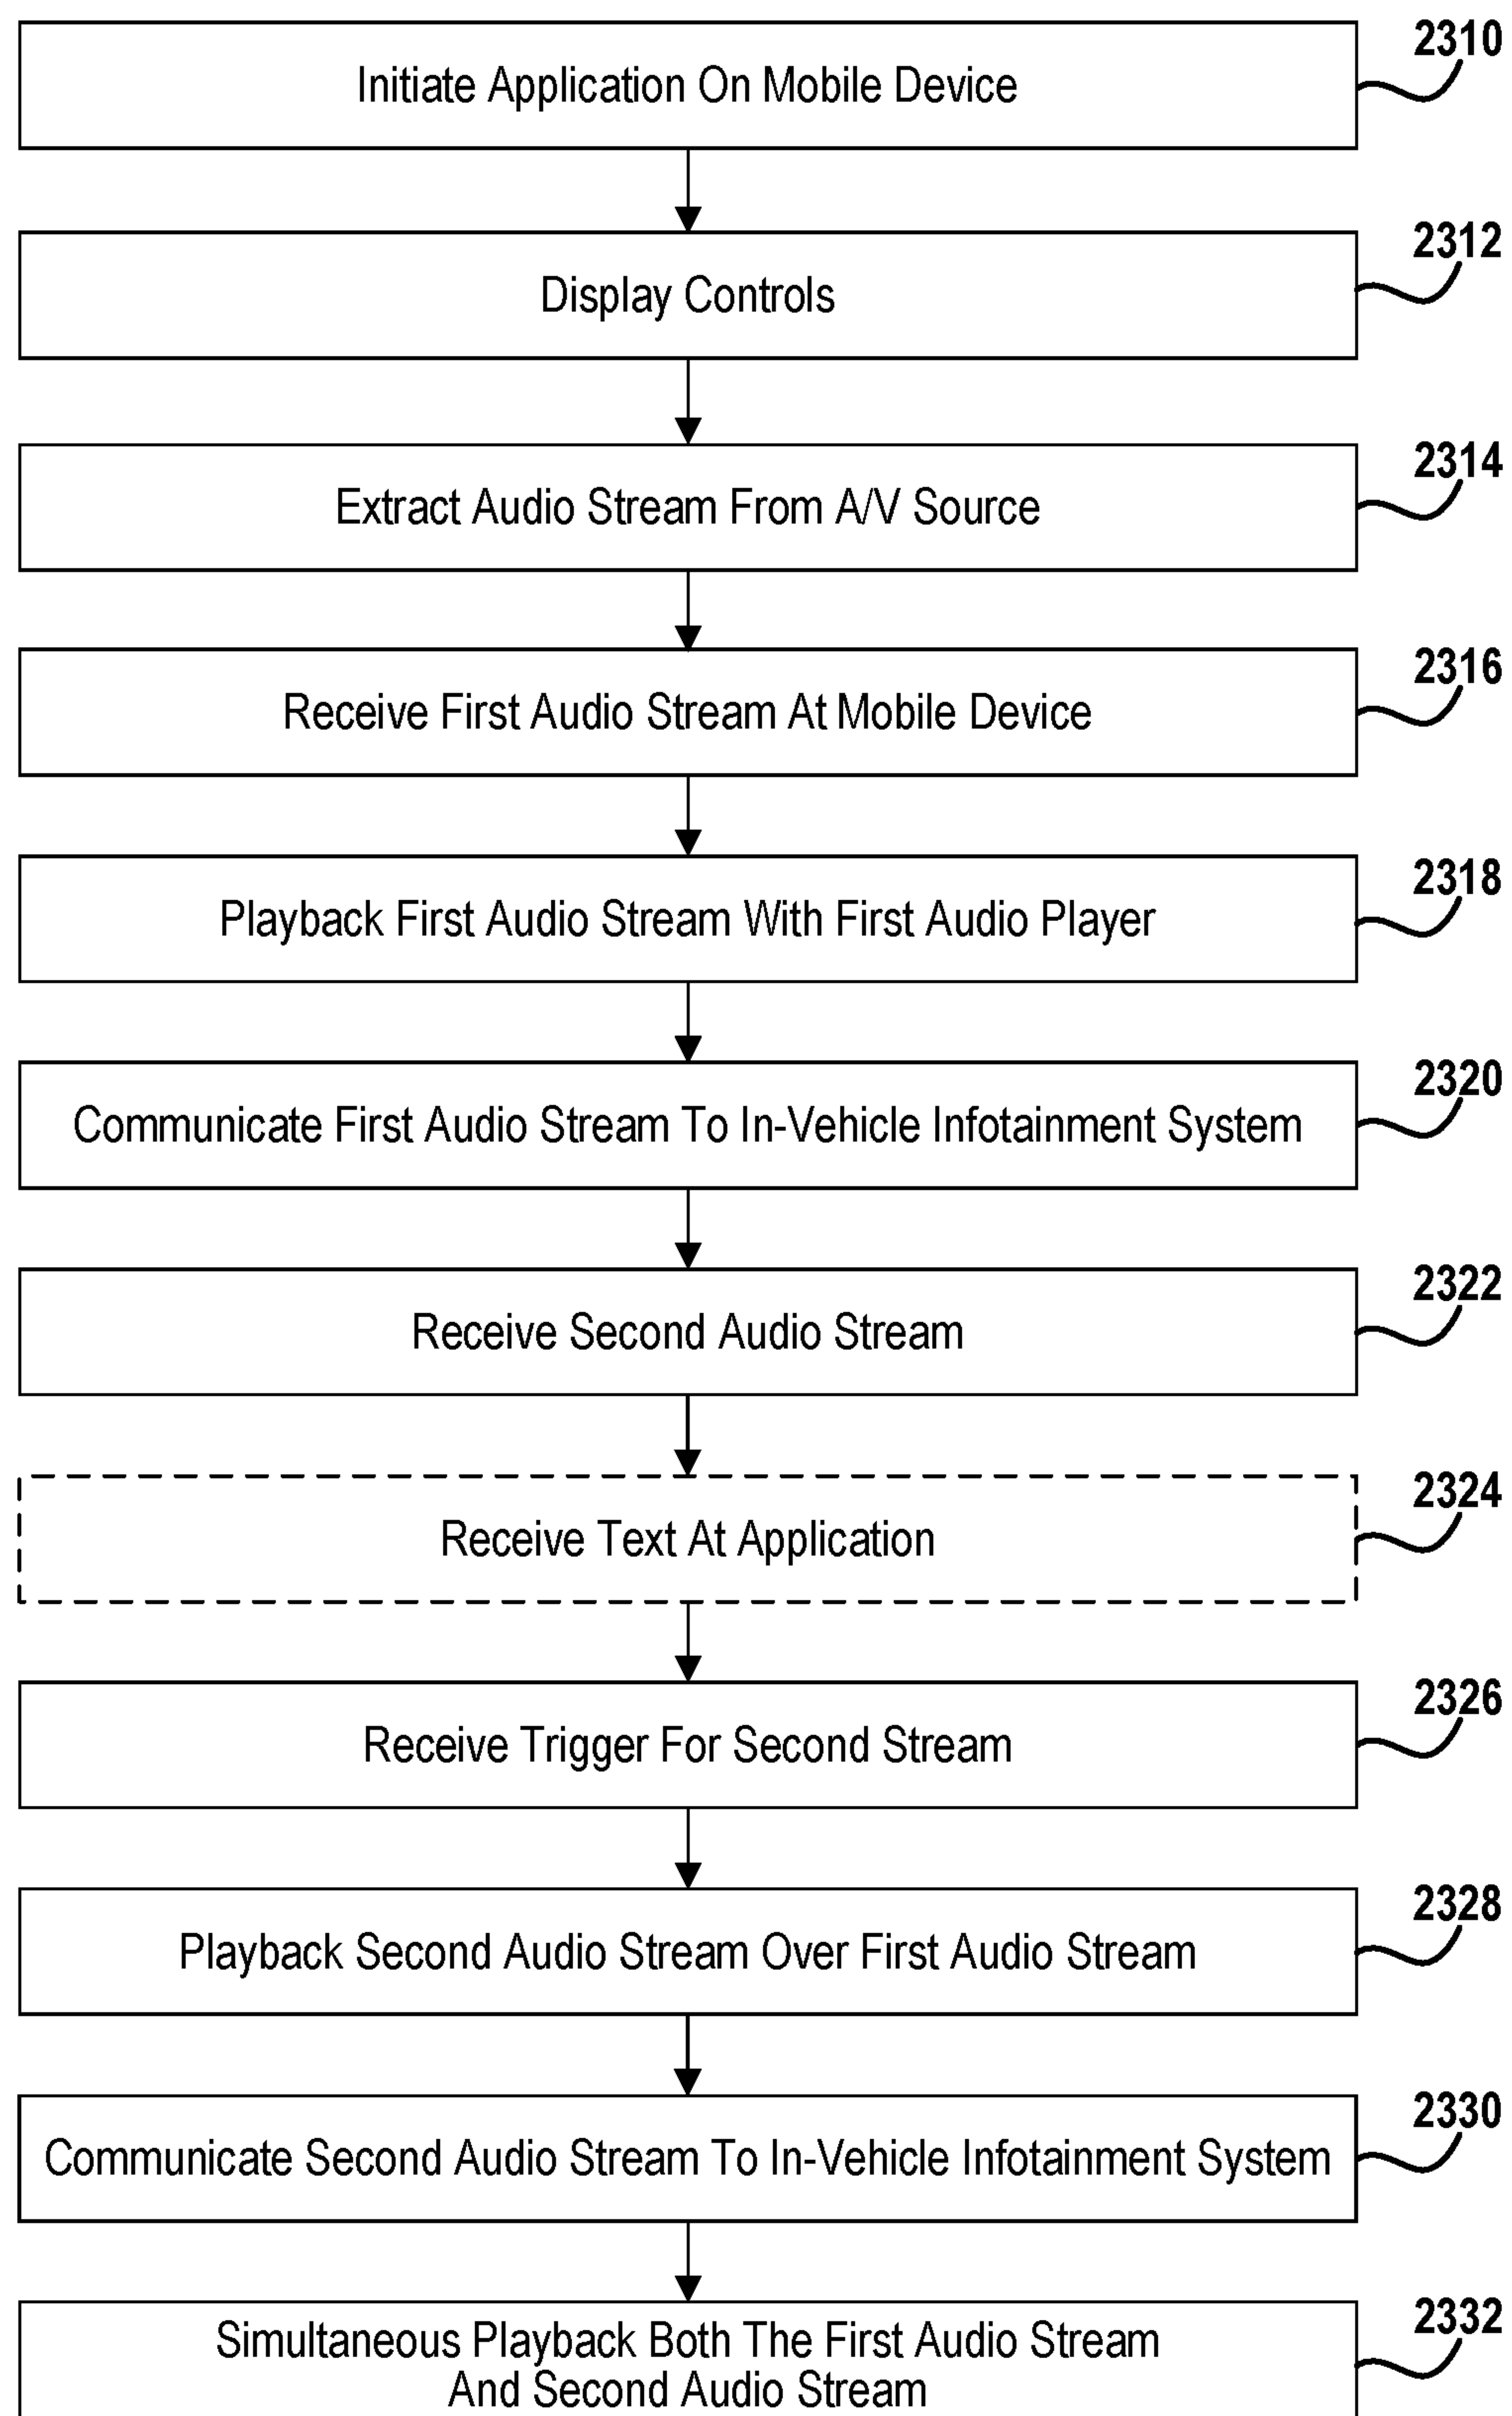 2310
Initiate Application On Mobile Device
2312
Display Controls
2314
Extract Audio Stream From A/V Source
2316
Receive First Audio Stream At Mobile Device
2318
Playback First Audio Stream With First Audio Player
2320
Communicate First Audio Stream To In-Vehicle Infotainment System
2322
Receive Second Audio Stream
2324
Receive Text At Application
2326
Receive Trigger For Second Stream
2328
Playback Second Audio Stream Over First Audio Stream
2330
Communicate Second Audio Stream To In-Vehicle Infotainment System
2332
Simultaneous Playback Both The First Audio Stream
And Second Audio Stream